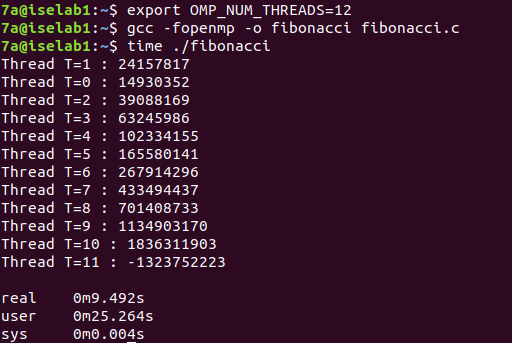 7a@iselab1:~$ export OMP_NUM_THREADS=12
7a@iselab1:~$ gcc -fopenmp -o fibonacci fibonacci.c
7a@iselab1:~$ time ./fibonacci
Thread T=1 : 24157817
Thread T=0 : 14930352
Thread T=2 : 39088169
Thread T=3 : 63245986
Thread T=4 : 102334155
Thread T=5 : 165580141
Thread T=6 : 267914296
Thread T=7 : 433494437
Thread T=8 : 701408733
Thread T=9 : 1134903170
Thread T=10 : 1836311903
Thread T=11 : -1323752223
real 0m9.492s
user 0m25.264s
sys 0m0.004s